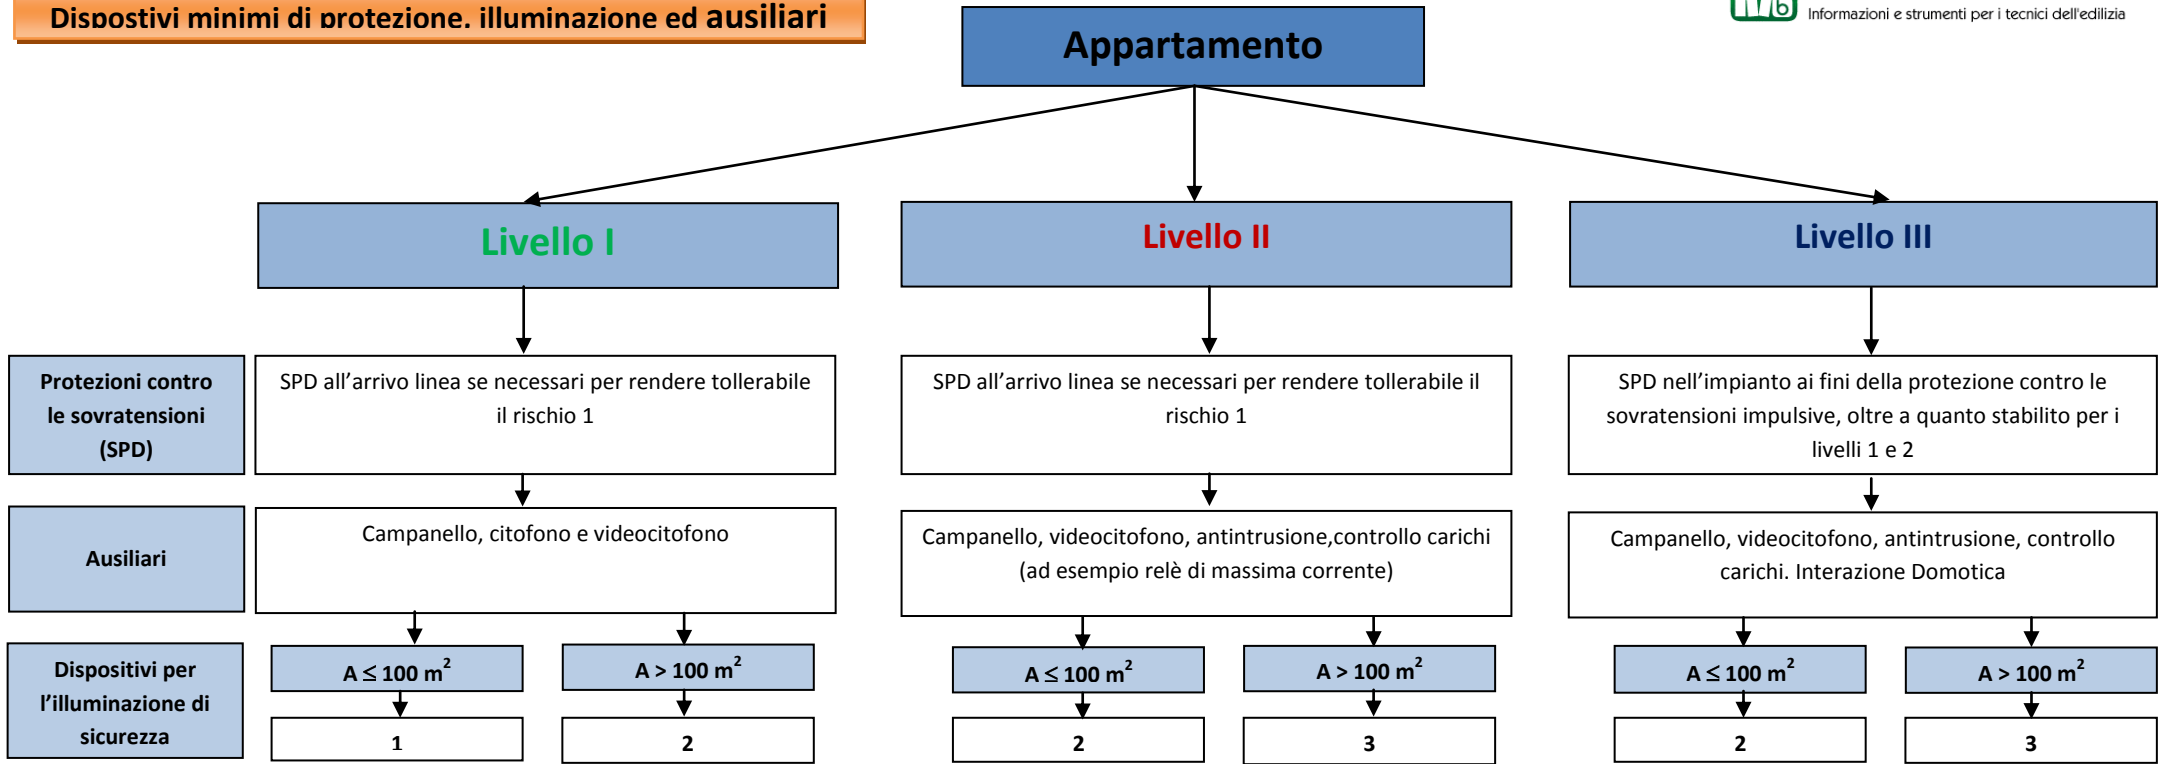 Dispostivi minimi di protezione, illuminazione ed ausiliari
Informazioni e strumenti per i tecnici dell'edilizia
Appartamento
Livello I
Livello II
Livello III
Protezioni contro
le sovratensioni
(SPD)
SPD all’arrivo linea se necessari per rendere tollerabile
il rischio 1
SPD all’arrivo linea se necessari per rendere tollerabile il
rischio 1
SPD nell’impianto ai fini della protezione contro le
sovratensioni impulsive, oltre a quanto stabilito per i
livelli 1 e 2
Ausiliari
Campanello, citofono e videocitofono
Campanello, videocitofono, antintrusione,controllo carichi
(ad esempio relè di massima corrente)
Campanello, videocitofono, antintrusione, controllo
carichi. Interazione Domotica
Dispositivi per
l’illuminazione di
sicurezza
A ≤ 100 m²
A > 100 m²
A ≤ 100 m²
A > 100 m²
A ≤ 100 m²
A > 100 m²
1
2
2
3
2
3